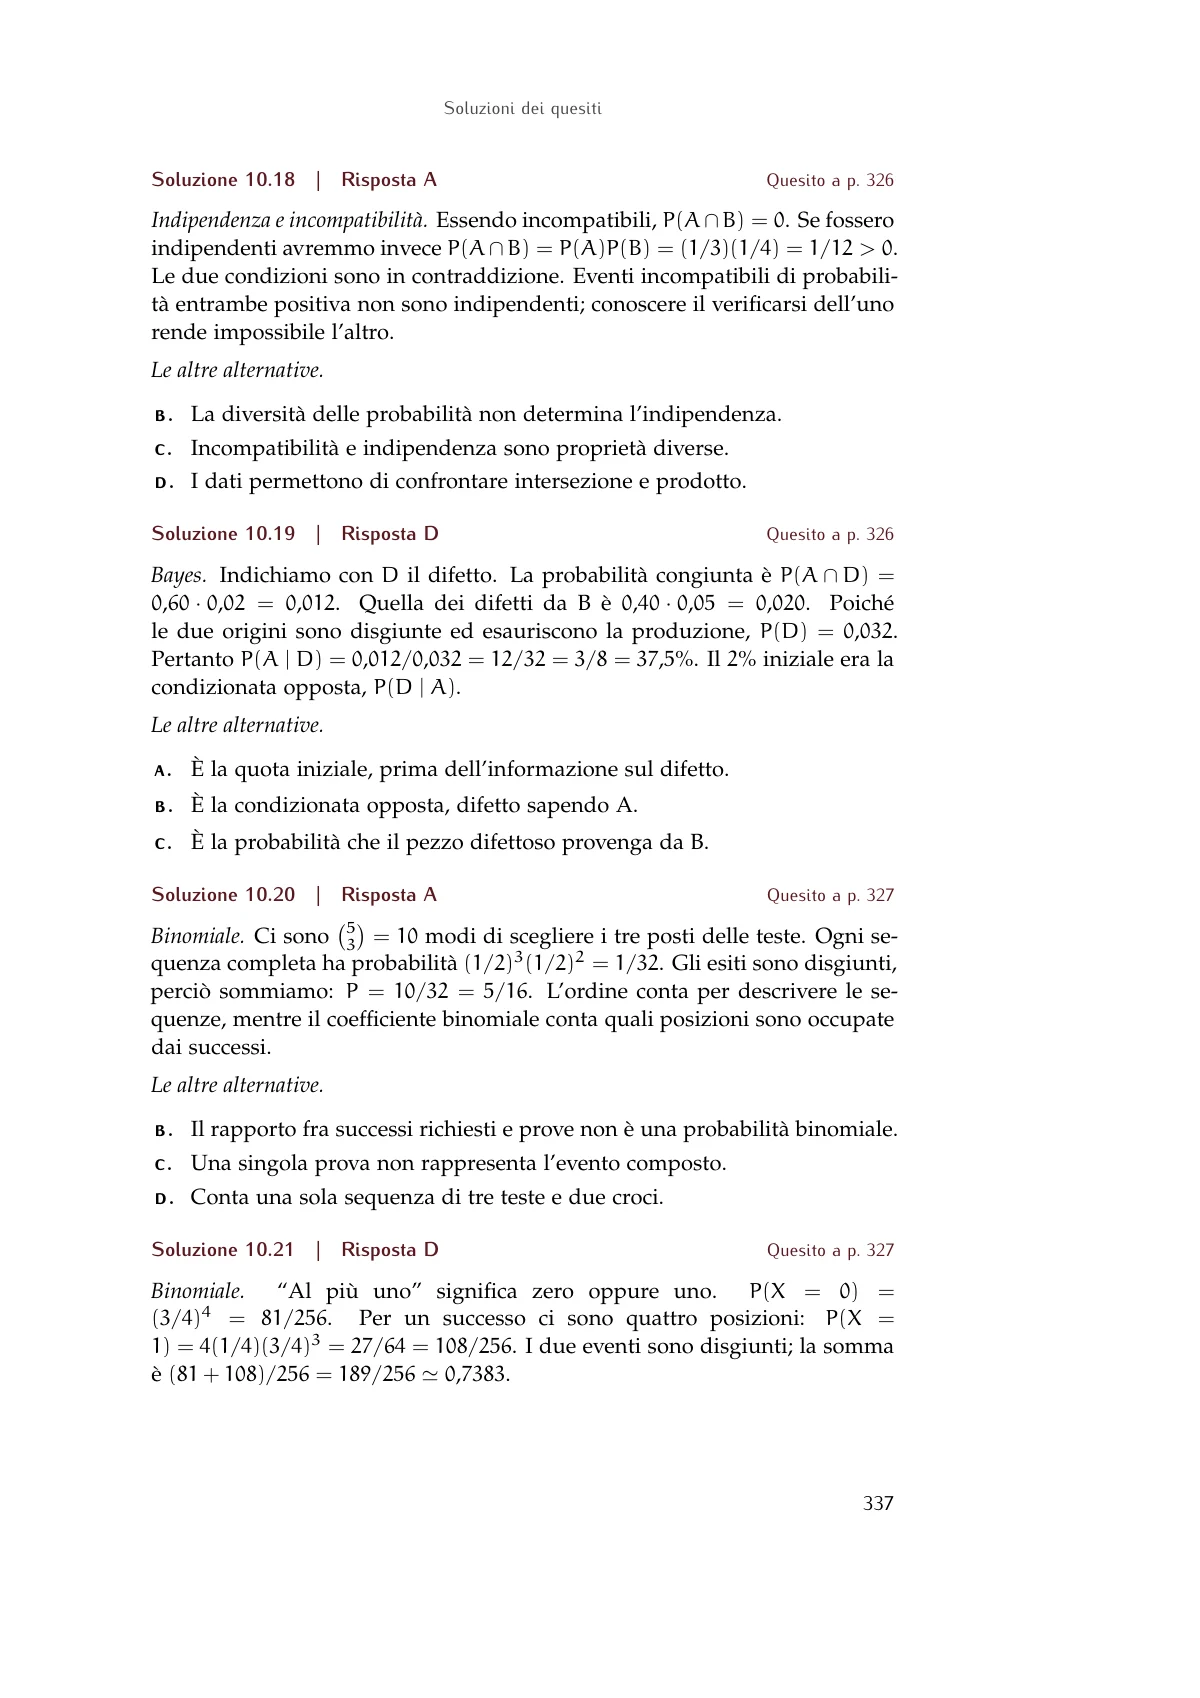 Soluzioni dei quesiti
Soluzione 10.18 | Risposta A Quesito a p. 326
Indipendenza e incompatibilità. Essendo incompatibili, P(A ∩ B) = 0. Se fossero
indipendenti avremmo invece P(A ∩ B) = P(A)P(B) = (1/3)(1/4) = 1/12 > 0.
Le due condizioni sono in contraddizione. Eventi incompatibili di probabili-
tà entrambe positiva non sono indipendenti; conoscere il verificarsi dell’uno
rende impossibile l’altro.
Le altre alternative.
B. La diversità delle probabilità non determina l’indipendenza.
C. Incompatibilità e indipendenza sono proprietà diverse.
D. I dati permettono di confrontare intersezione e prodotto.
Soluzione 10.19 | Risposta D Quesito a p. 326
Bayes. Indichiamo con D il difetto. La probabilità congiunta è P(A ∩ D) =
0,60 · 0,02 = 0,012. Quella dei difetti da B è 0,40 · 0,05 = 0,020. Poiché
le due origini sono disgiunte ed esauriscono la produzione, P(D) = 0,032.
Pertanto P(A | D) = 0,012/0,032 = 12/32 = 3/8 = 37,5%. Il 2% iniziale era la
condizionata opposta, P(D | A).
Le altre alternative.
A. È la quota iniziale, prima dell’informazione sul difetto.
B. È la condizionata opposta, difetto sapendo A.
C. È la probabilità che il pezzo difettoso provenga da B.
Soluzione 10.20 | Risposta A Quesito a p. 327
Binomiale. Ci sono (5 3) = 10 modi di scegliere i tre posti delle teste. Ogni se-
quenza completa ha probabilità (1/2)³(1/2)² = 1/32. Gli esiti sono disgiunti,
perciò sommiamo: P = 10/32 = 5/16. L’ordine conta per descrivere le se-
quenze, mentre il coefficiente binomiale conta quali posizioni sono occupate
dai successi.
Le altre alternative.
B. Il rapporto fra successi richiesti e prove non è una probabilità binomiale.
C. Una singola prova non rappresenta l’evento composto.
D. Conta una sola sequenza di tre teste e due croci.
Soluzione 10.21 | Risposta D Quesito a p. 327
Binomiale. “Al più uno” significa zero oppure uno. P(X = 0) =
(3/4)⁴ = 81/256. Per un successo ci sono quattro posizioni: P(X =
1) = 4(1/4)(3/4)³ = 27/64 = 108/256. I due eventi sono disgiunti; la somma
è (81 + 108)/256 = 189/256 ≃ 0,7383.
337